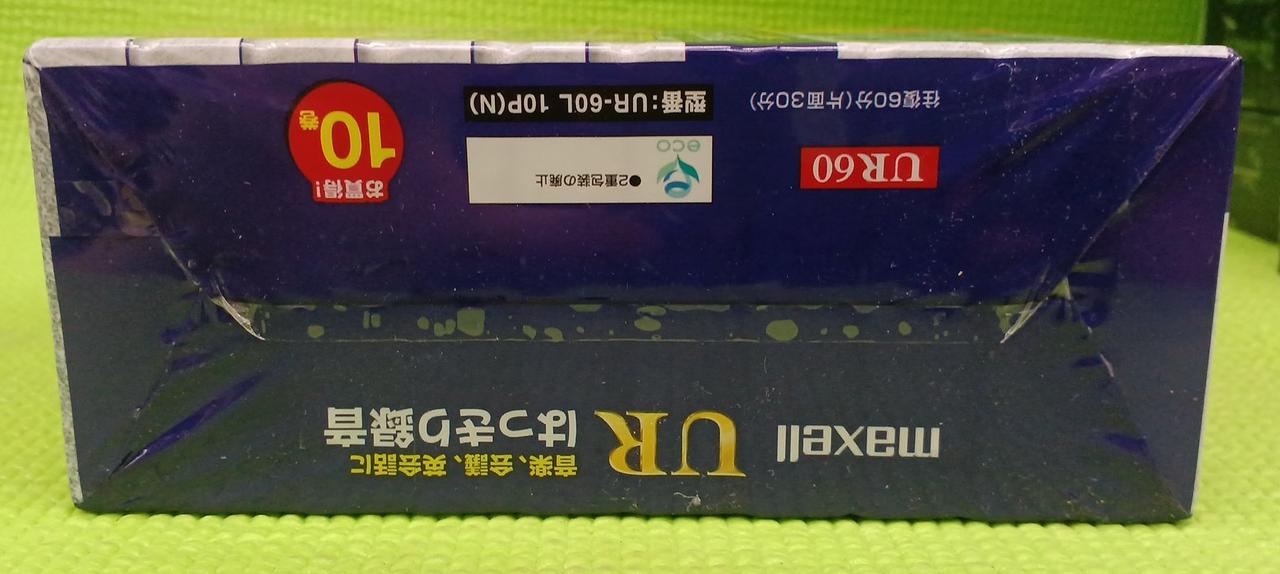 maxell
UR
音楽、会議、英会話に
はっきり録音
UR60
往復60分(片面30分)
●2重包装の廃止
eco
型番:UR-60L 10P(N)
お買得!
10巻